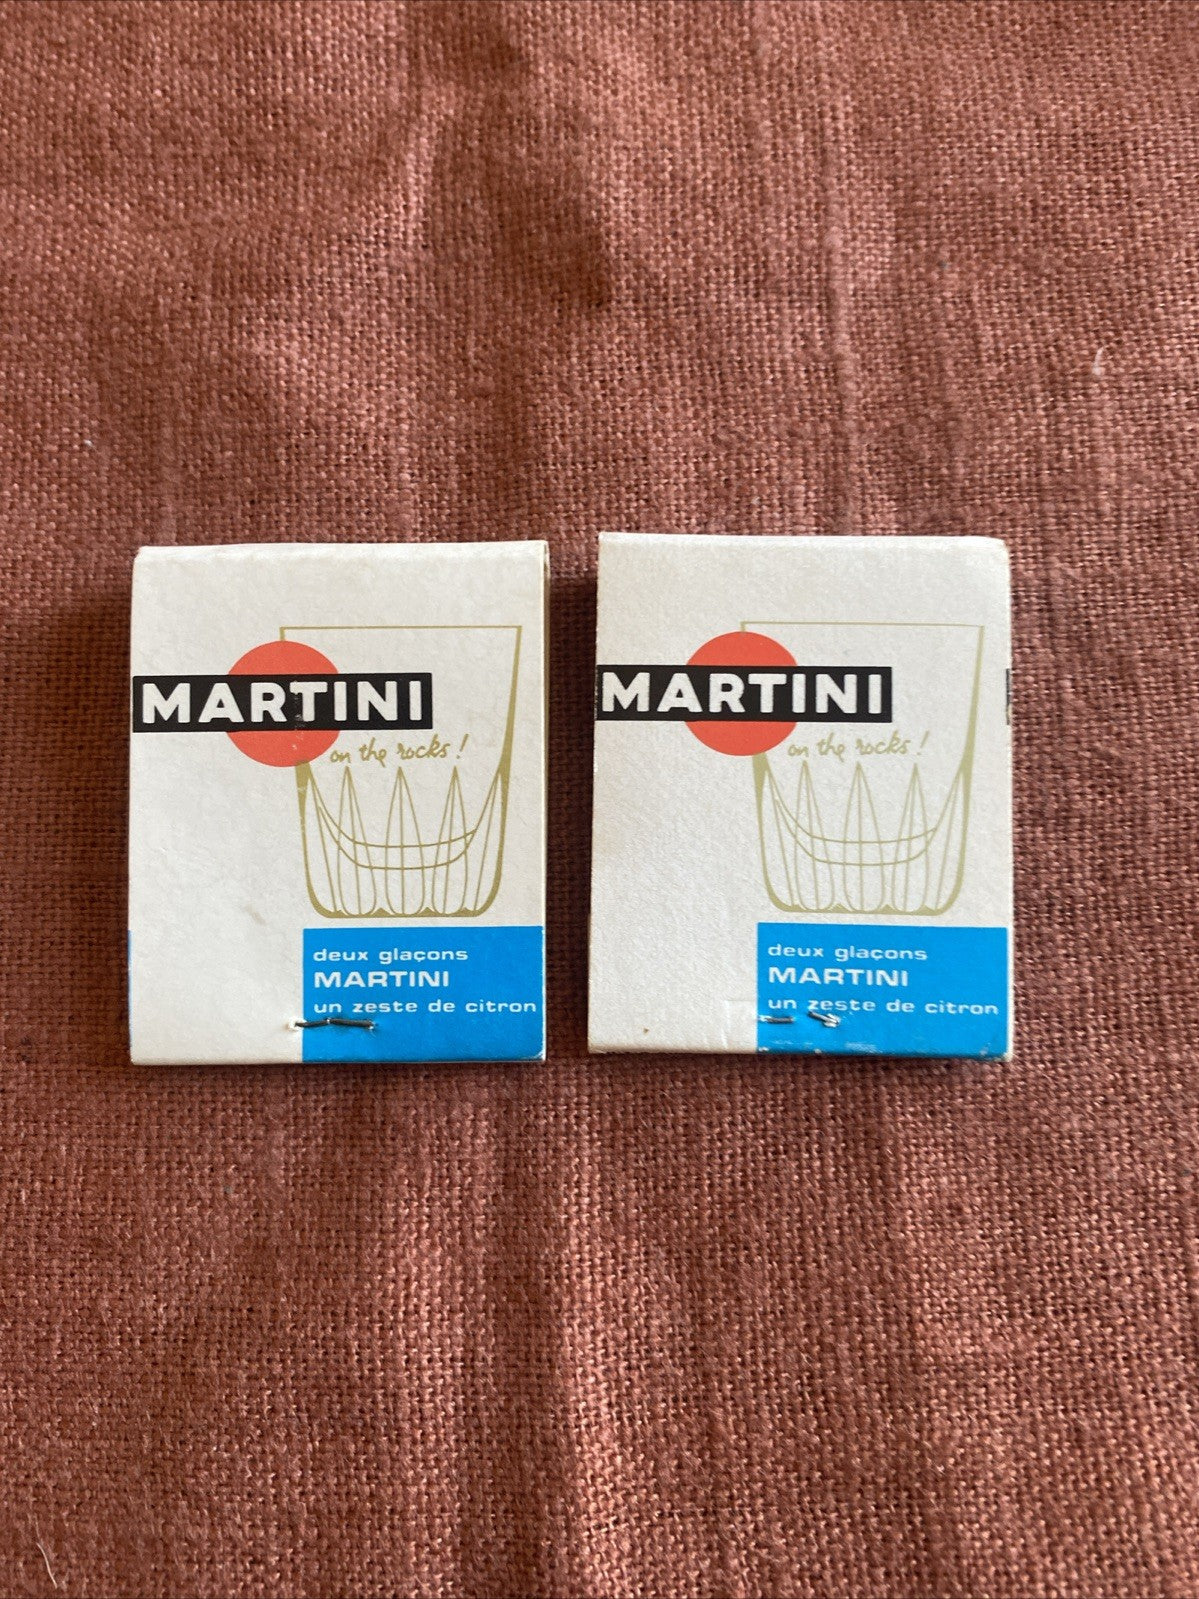 MARTINI
on the rocks!
deux glaçons
MARTINI
un zeste de citron
MARTINI
on the rocks!
deux glaçons
MARTINI
un zeste de citron